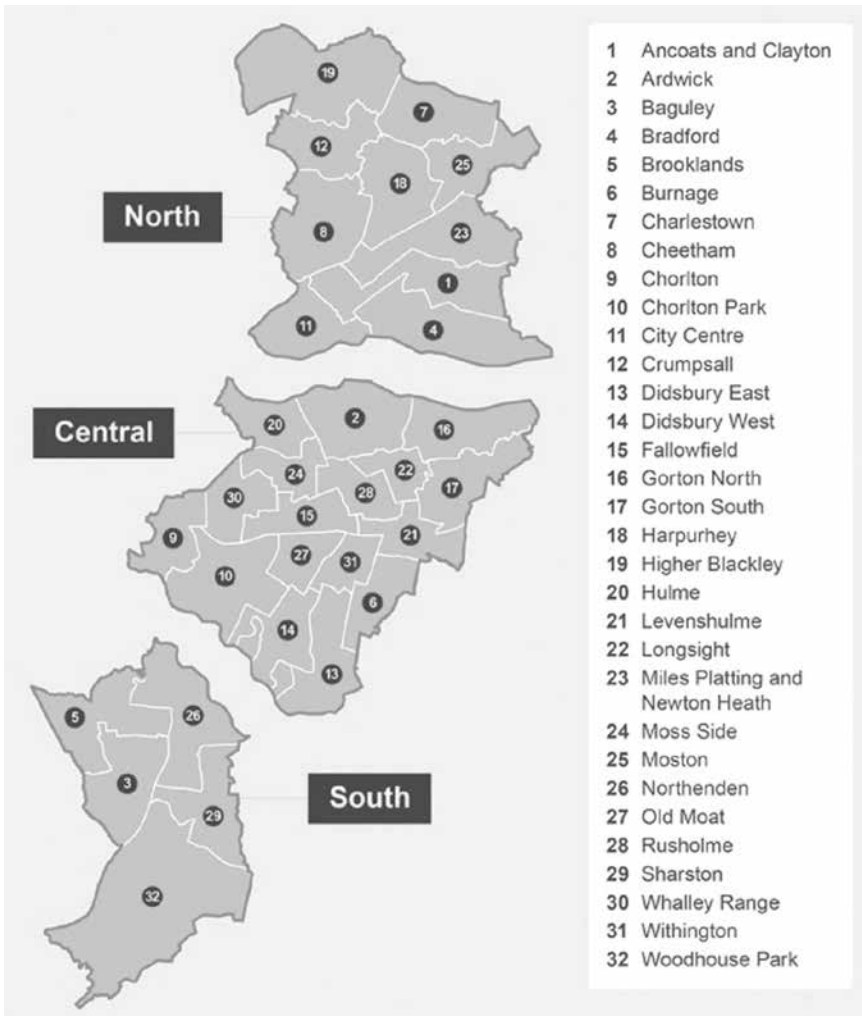 19
7
12
25
18
North
8
23
1
11
4
Central
20
2
16
24
22
30
28
17
15
9
21
27
31
10
6
14
13
5
26
3
South
29
32
1 Ancoats and Clayton
2 Ardwick
3 Baguley
4 Bradford
5 Brooklands
6 Burnage
7 Charlestown
8 Cheetham
9 Chorlton
10 Chorlton Park
11 City Centre
12 Crumpsall
13 Didsbury East
14 Didsbury West
15 Fallowfield
16 Gorton North
17 Gorton South
18 Harpurhey
19 Higher Blackley
20 Hulme
21 Levenshulme
22 Longsight
23 Miles Platting and
Newton Heath
24 Moss Side
25 Moston
26 Northenden
27 Old Moat
28 Rusholme
29 Sharston
30 Whalley Range
31 Withington
32 Woodhouse Park